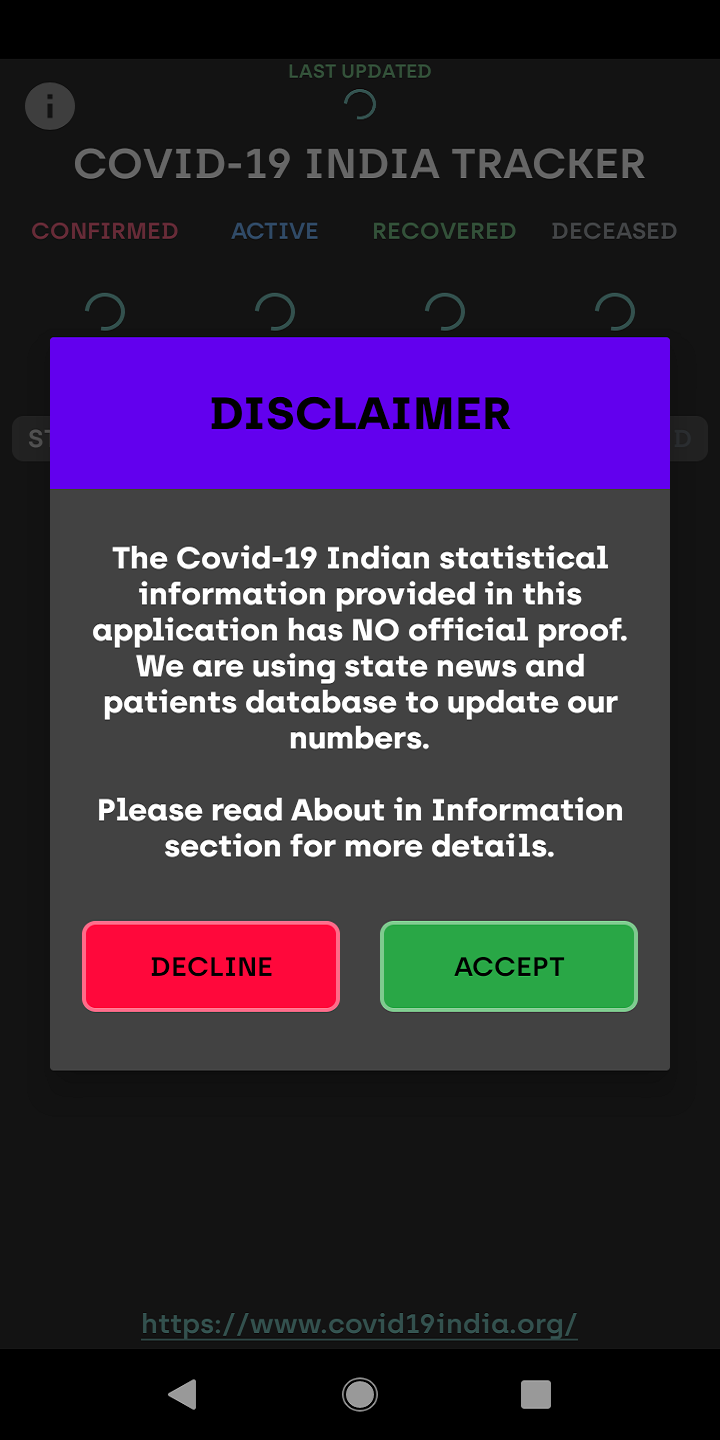 LAST UPDATED
COVID-19 INDIA TRACKER
CONFIRMED ACTIVE RECOVERED DECEASED
DISCLAIMER
The Covid-19 Indian statistical
information provided in this
application has NO official proof.
We are using state news and
patients database to update our
numbers.
Please read About in Information
section for more details.
DECLINE ACCEPT
https://www.covid19india.org/